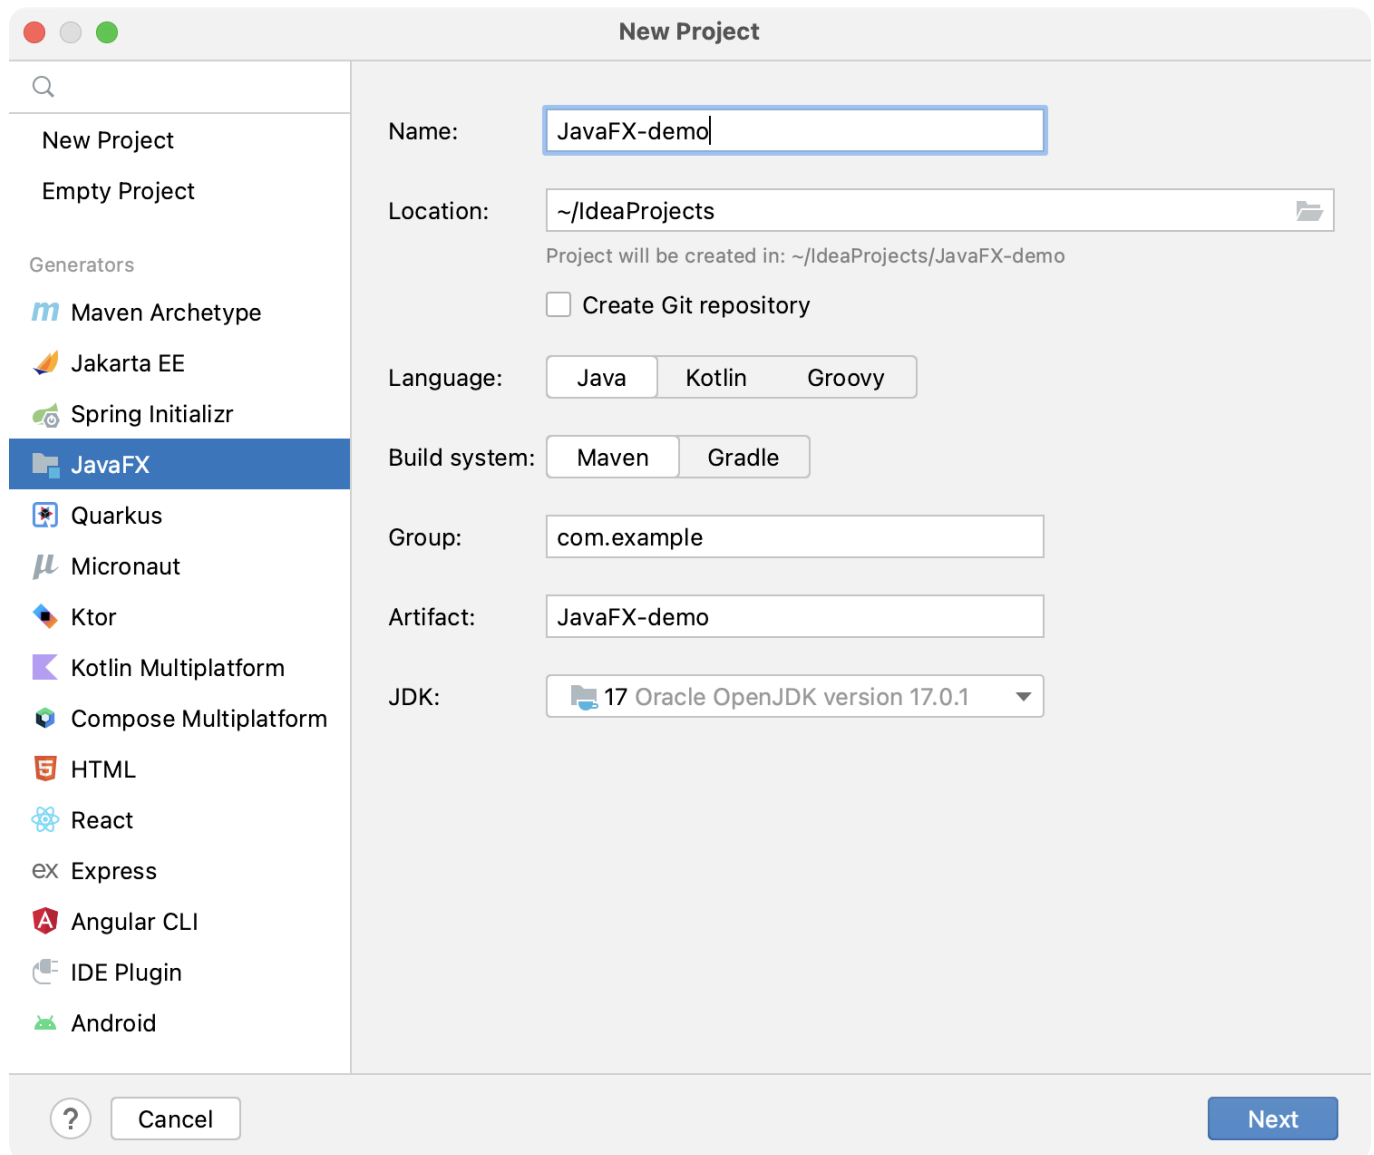 New Project
New Project
Empty Project
Generators
m Maven Archetype
Jakarta EE
Spring Initializr
JavaFX
Quarkus
μ Micronaut
Ktor
Kotlin Multiplatform
Compose Multiplatform
5 HTML
React
ex Express
A Angular CLI
IDE Plugin
Android
Name: JavaFX-demo
Location: ~/IdeaProjects
Project will be created in: ~/IdeaProjects/JavaFX-demo
Create Git repository
Language: Java Kotlin Groovy
Build system: Maven Gradle
Group: com.example
Artifact: JavaFX-demo
JDK: 17 Oracle OpenJDK version 17.0.1
? Cancel Next